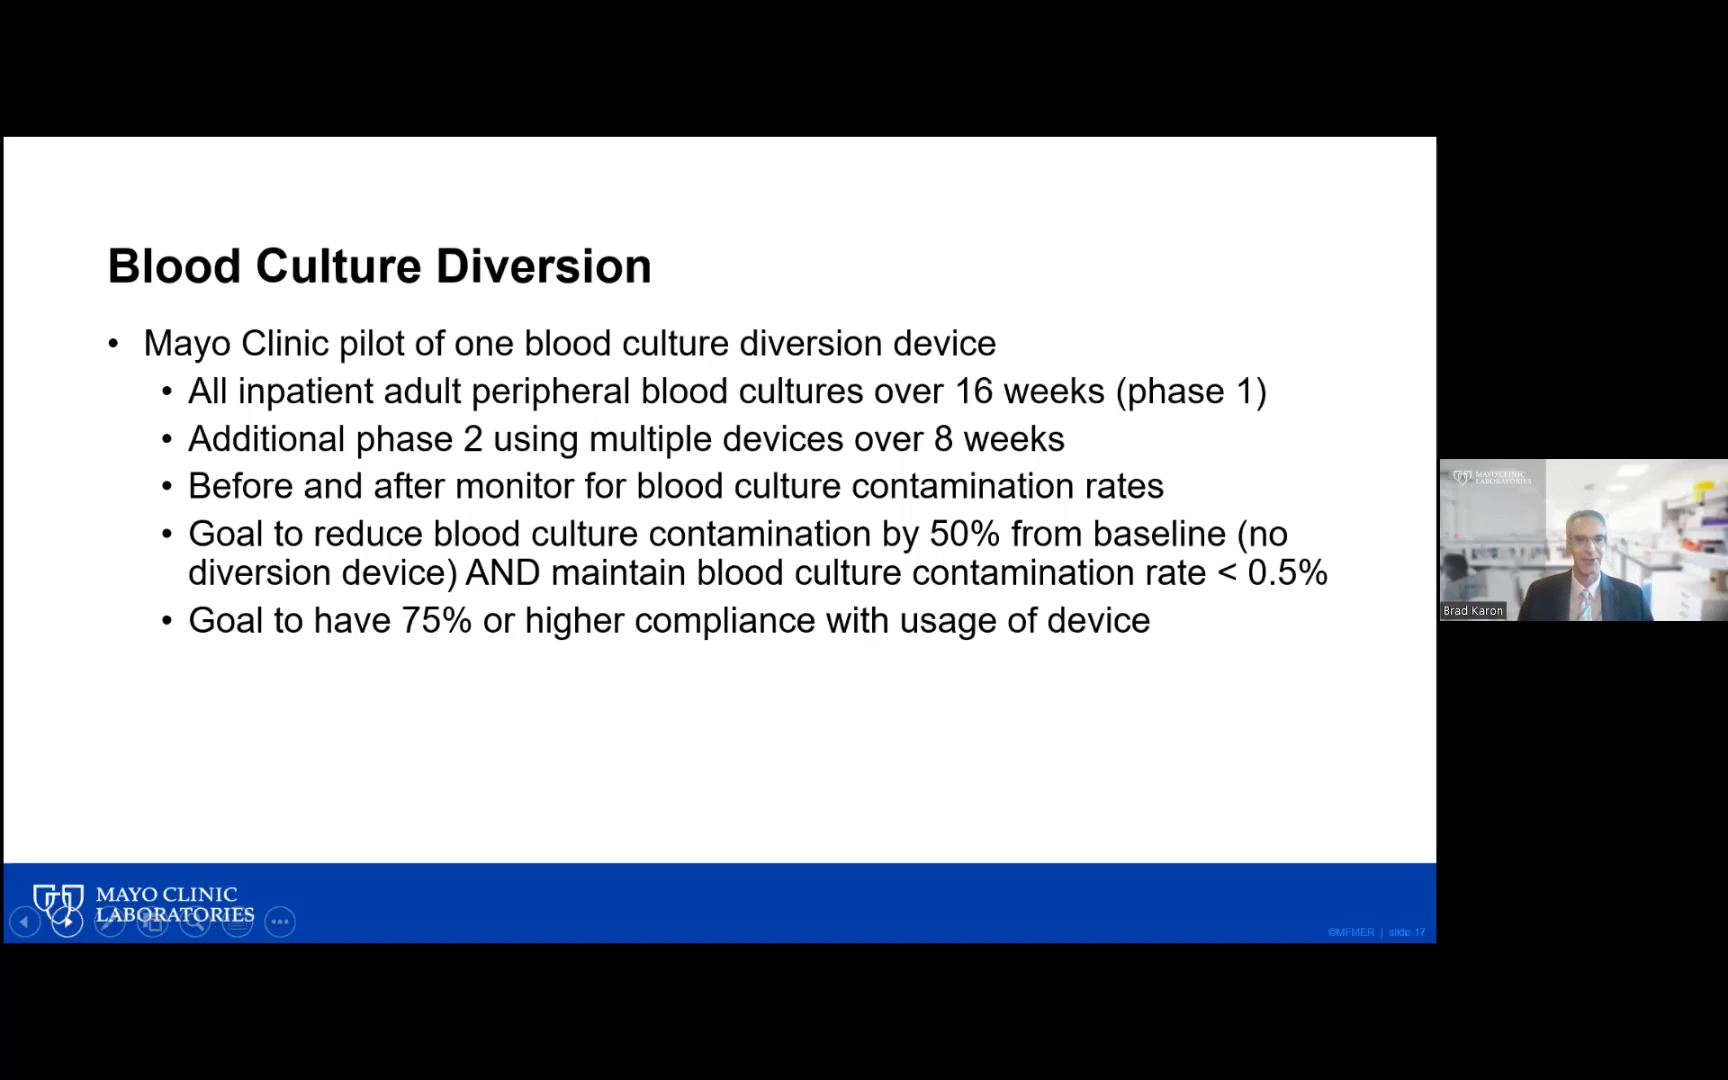 Blood Culture Diversion
• Mayo Clinic pilot of one blood culture diversion device
• All inpatient adult peripheral blood cultures over 16 weeks (phase 1)
• Additional phase 2 using multiple devices over 8 weeks
• Before and after monitor for blood culture contamination rates
• Goal to reduce blood culture contamination by 50% from baseline (no
diversion device) AND maintain blood culture contamination rate < 0.5%
• Goal to have 75% or higher compliance with usage of device
MAYO CLINIC
LABORATORIES
Brad Karon
MAYO CLINIC
LABORATORIES
©MFMER | slide-17